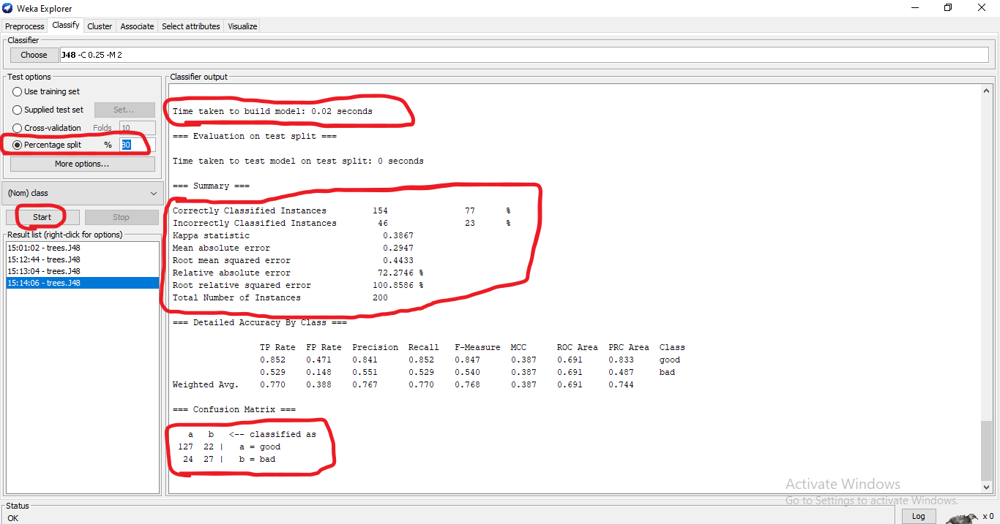 Weka Explorer
Preprocess Classify Cluster Associate Select attributes Visualize
Classifier
Choose J48 -C 0.25 -M 2
Test options
Use training set
Supplied test set Set...
Cross-validation Folds 10
Percentage split % 80
More options...
(Nom) class
Start Stop
Result list (right-click for options)
15:01:02 - trees.J48
15:12:44 - trees.J48
15:13:04 - trees.J48
15:14:06 - trees.J48
Classifier output
Time taken to build model: 0.02 seconds
=== Evaluation on test split ===
Time taken to test model on test split: 0 seconds
=== Summary ===
Correctly Classified Instances 154 77 %
Incorrectly Classified Instances 46 23 %
Kappa statistic 0.3867
Mean absolute error 0.2947
Root mean squared error 0.4433
Relative absolute error 72.2746 %
Root relative squared error 100.8586 %
Total Number of Instances 200
=== Detailed Accuracy By Class ===
TP Rate FP Rate Precision Recall F-Measure MCC ROC Area PRC Area Class
0.852 0.471 0.841 0.852 0.847 0.387 0.691 0.833 good
0.529 0.148 0.551 0.529 0.540 0.387 0.691 0.487 bad
Weighted Avg. 0.770 0.388 0.767 0.770 0.768 0.387 0.691 0.744
=== Confusion Matrix ===
a b <-- classified as
127 22 | a = good
24 27 | b = bad
Activate Windows
Go to Settings to activate Windows.
Status
OK
Log x 0